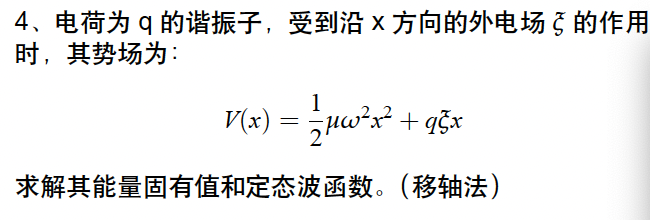 4、电荷为 q 的谐振子，受到沿 x 方向的外电场 ξ 的作用
时，其势场为：
V(x) = \frac{1}{2}μω²x² + qξx
求解其能量固有值和定态波函数。（移轴法）